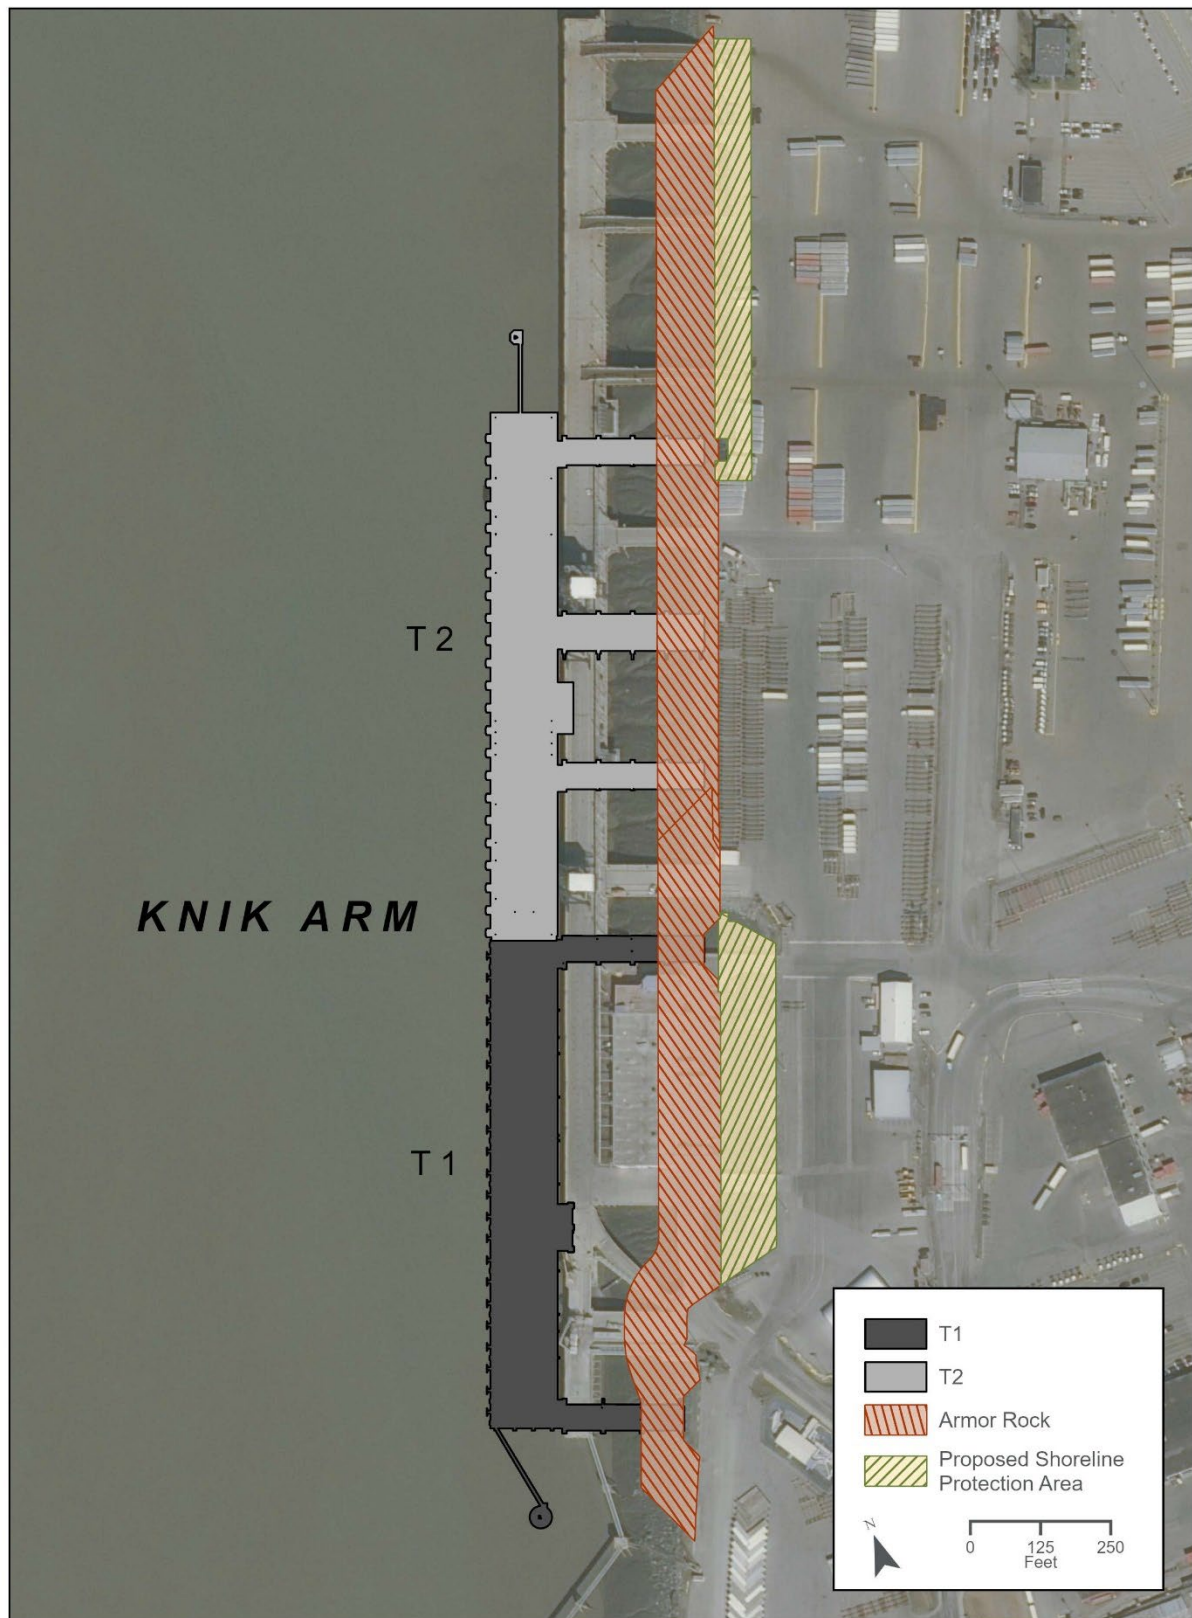 T 2
KNIK ARM
T 1
T1
T2
Armor Rock
Proposed Shoreline
Protection Area
N
0 125 250
Feet